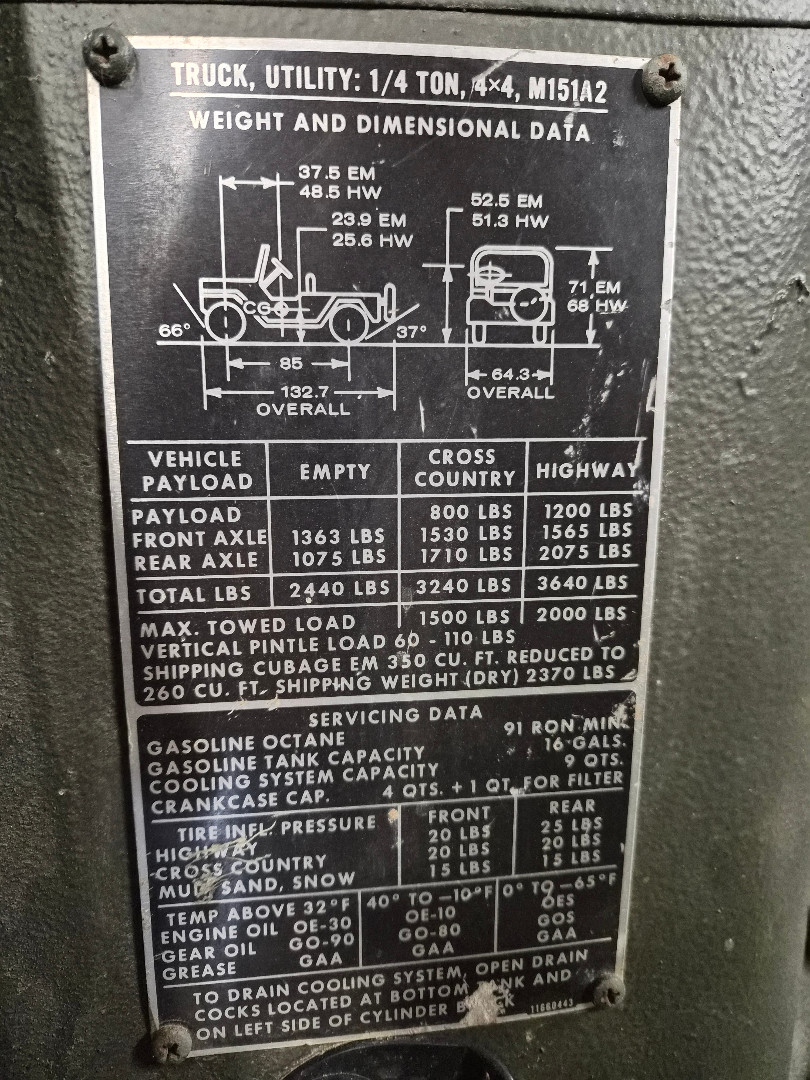 TRUCK, UTILITY: 1/4 TON, 4×4, M151A2
WEIGHT AND DIMENSIONAL DATA
37.5 EM
48.5 HW
23.9 EM
25.6 HW
52.5 EM
51.3 HW
71 EM
68 HW
CG
66°
37°
85
132.7
OVERALL
64.3
OVERALL
VEHICLE PAYLOAD EMPTY CROSS COUNTRY HIGHWAY
PAYLOAD 800 LBS 1200 LBS
FRONT AXLE 1363 LBS 1530 LBS 1565 LBS
REAR AXLE 1075 LBS 1710 LBS 2075 LBS
TOTAL LBS 2440 LBS 3240 LBS 3640 LBS
MAX. TOWED LOAD 1500 LBS 2000 LBS
VERTICAL PINTLE LOAD 60 - 110 LBS
SHIPPING CUBAGE EM 350 CU. FT. REDUCED TO
260 CU. FT. SHIPPING WEIGHT (DRY) 2370 LBS
SERVICING DATA
GASOLINE OCTANE 91 RON MIN.
GASOLINE TANK CAPACITY 16 GALS.
COOLING SYSTEM CAPACITY 9 QTS.
CRANKCASE CAP. 4 QTS. + 1 QT. FOR FILTER
TIRE INFL. PRESSURE FRONT REAR
HIGHWAY 20 LBS 25 LBS
CROSS COUNTRY 20 LBS 20 LBS
MUD, SAND, SNOW 15 LBS 15 LBS
TEMP ABOVE 32°F 40° TO –10°F 0° TO –65°F
ENGINE OIL OE-30 OE-10 OES
GEAR OIL GO-90 GO-80 GOS
GREASE GAA GAA GAA
TO DRAIN COOLING SYSTEM, OPEN DRAIN
COCKS LOCATED AT BOTTOM TANK AND
ON LEFT SIDE OF CYLINDER BLOCK
11660443